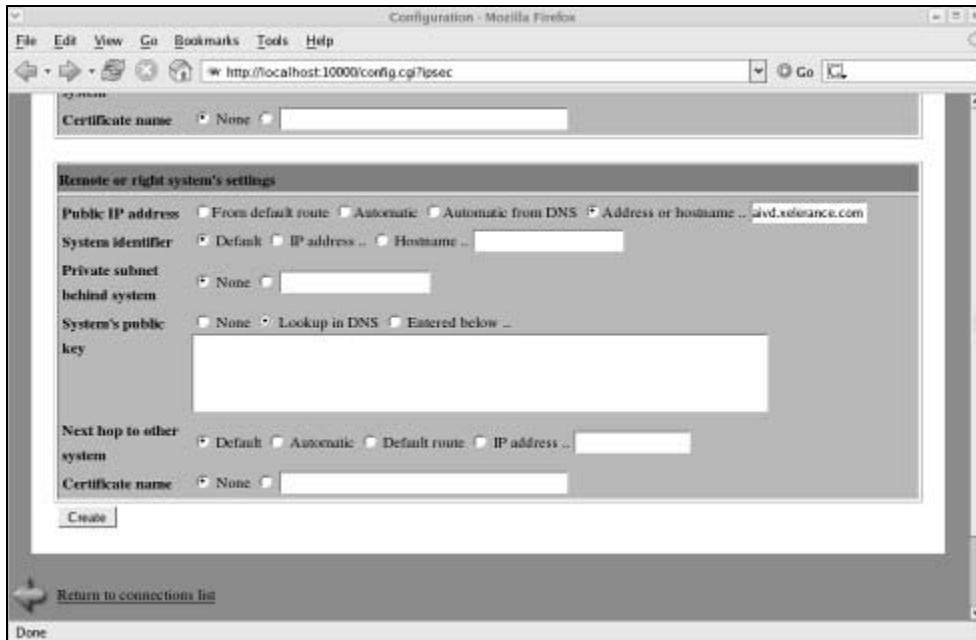 Configuration - Mozilla Firefox
File Edit View Go Bookmarks Tools Help
http://localhost:10000/config.cgi?ipsec Go
system
Certificate name None
Remote or right system's settings
Public IP address From default route Automatic Automatic from DNS Address or hostname .. aivd.xelerance.com
System identifier Default IP address .. Hostname ..
Private subnet
behind system
None
System's public
key
None Lookup in DNS Entered below ..
Next hop to other
system
Default Automatic Default route IP address ..
Certificate name None
Create
Return to connections list
Done